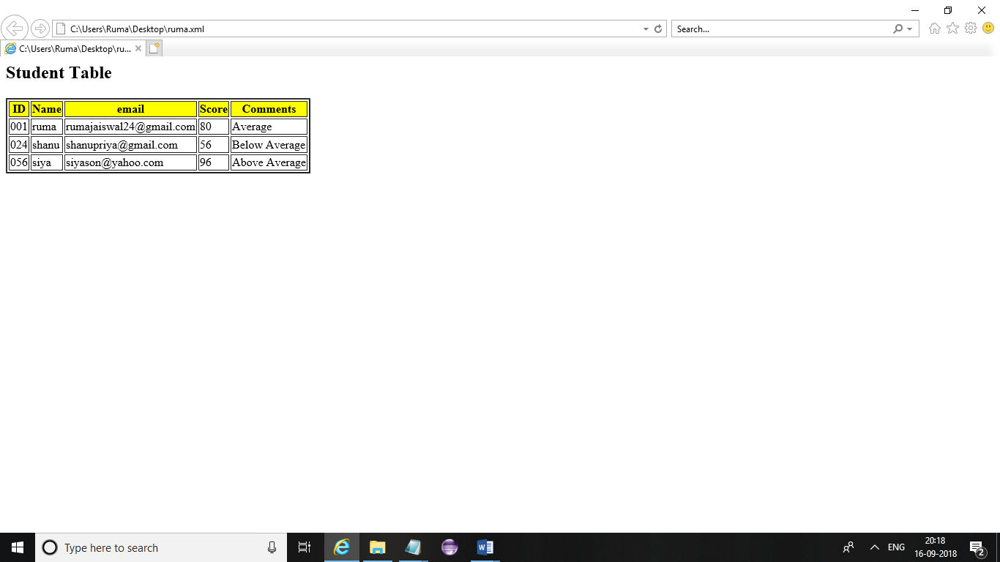 C:\Users\Ruma\Desktop\ruma.xml
Search...
C:\Users\Ruma\Desktop\ru...
Student Table
ID Name email Score Comments
001 ruma rumajaiswal24@gmail.com 80 Average
024 shanu shanupriya@gmail.com 56 Below Average
056 siya siyason@yahoo.com 96 Above Average
Type here to search
ENG
20:18
16-09-2018
2